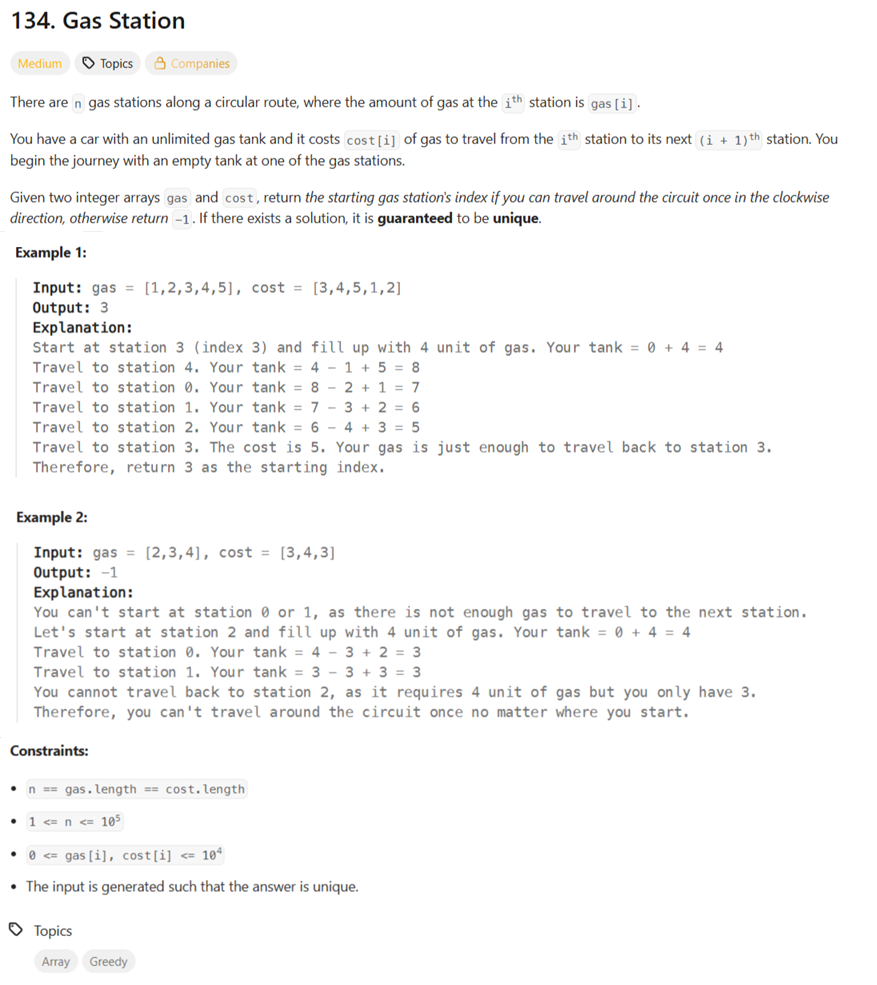 134. Gas Station
Medium Topics Companies
There are n gas stations along a circular route, where the amount of gas at the iᵗʰ station is gas[i].
You have a car with an unlimited gas tank and it costs cost[i] of gas to travel from the iᵗʰ station to its next (i + 1)ᵗʰ station. You
begin the journey with an empty tank at one of the gas stations.
Given two integer arrays gas and cost, return the starting gas station's index if you can travel around the circuit once in the clockwise
direction, otherwise return -1. If there exists a solution, it is guaranteed to be unique.
Example 1:
Input: gas = [1,2,3,4,5], cost = [3,4,5,1,2]
Output: 3
Explanation:
Start at station 3 (index 3) and fill up with 4 unit of gas. Your tank = 0 + 4 = 4
Travel to station 4. Your tank = 4 - 1 + 5 = 8
Travel to station 0. Your tank = 8 - 2 + 1 = 7
Travel to station 1. Your tank = 7 - 3 + 2 = 6
Travel to station 2. Your tank = 6 - 4 + 3 = 5
Travel to station 3. The cost is 5. Your gas is just enough to travel back to station 3.
Therefore, return 3 as the starting index.
Example 2:
Input: gas = [2,3,4], cost = [3,4,3]
Output: -1
Explanation:
You can't start at station 0 or 1, as there is not enough gas to travel to the next station.
Let's start at station 2 and fill up with 4 unit of gas. Your tank = 0 + 4 = 4
Travel to station 0. Your tank = 4 - 3 + 2 = 3
Travel to station 1. Your tank = 3 - 3 + 3 = 3
You cannot travel back to station 2, as it requires 4 unit of gas but you only have 3.
Therefore, you can't travel around the circuit once no matter where you start.
Constraints:
• n == gas.length == cost.length
• 1 <= n <= 10⁵
• 0 <= gas[i], cost[i] <= 10⁴
• The input is generated such that the answer is unique.
Topics
Array Greedy